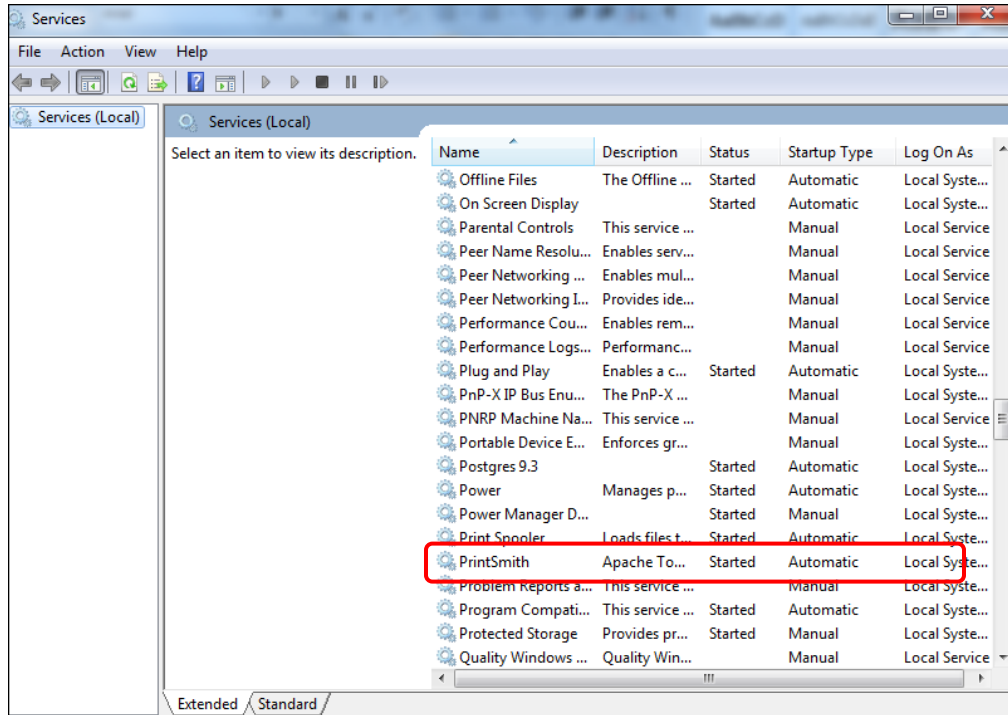 Services
File Action View Help
Services (Local)
Services (Local)
Select an item to view its description.
Name Description Status Startup Type Log On As
Offline Files The Offline ... Started Automatic Local Syste...
On Screen Display Started Automatic Local Syste...
Parental Controls This service ... Manual Local Service
Peer Name Resolu... Enables serv... Manual Local Service
Peer Networking ... Enables mul... Manual Local Service
Peer Networking I... Provides ide... Manual Local Service
Performance Cou... Enables rem... Manual Local Service
Performance Logs... Performanc... Manual Local Service
Plug and Play Enables a c... Started Automatic Local Syste...
PnP-X IP Bus Enu... The PnP-X ... Manual Local Syste...
PNRP Machine Na... This service ... Manual Local Service
Portable Device E... Enforces gr... Manual Local Syste...
Postgres 9.3 Started Automatic Local Syste...
Power Manages p... Started Automatic Local Syste...
Power Manager D... Started Manual Local Syste...
Print Spooler Loads files t... Started Automatic Local Syste...
PrintSmith Apache To... Started Automatic Local Syste...
Problem Reports a... This service ... Manual Local Syste...
Program Compati... This service ... Started Automatic Local Syste...
Protected Storage Provides pr... Started Manual Local Syste...
Quality Windows ... Quality Win... Manual Local Service
Extended Standard